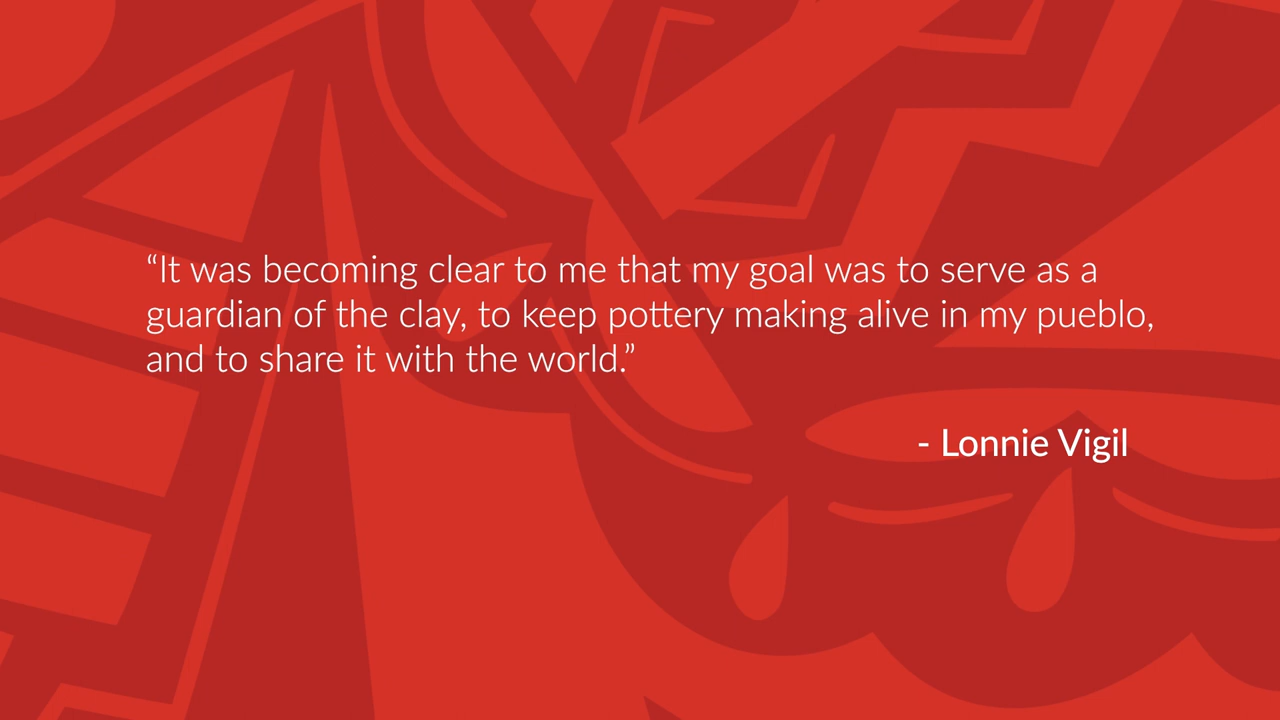 “It was becoming clear to me that my goal was to serve as a
guardian of the clay, to keep pottery making alive in my pueblo,
and to share it with the world.”
- Lonnie Vigil